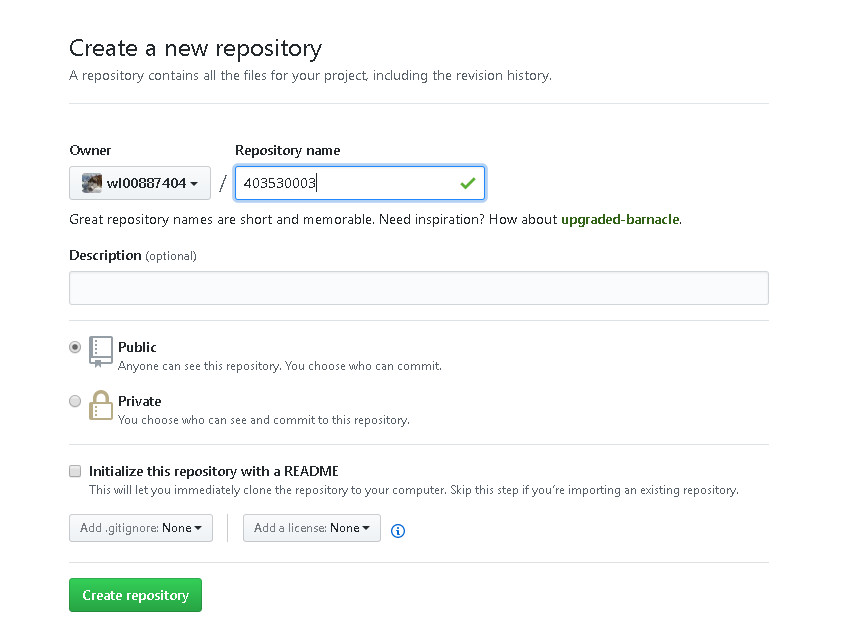 Create a new repository
A repository contains all the files for your project, including the revision history.
Owner
Repository name
wl00887404 / 403530003
Great repository names are short and memorable. Need inspiration? How about upgraded-barnacle.
Description (optional)
Public
Anyone can see this repository. You choose who can commit.
Private
You choose who can see and commit to this repository.
Initialize this repository with a README
This will let you immediately clone the repository to your computer. Skip this step if you’re importing an existing repository.
Add .gitignore: None
Add a license: None
Create repository